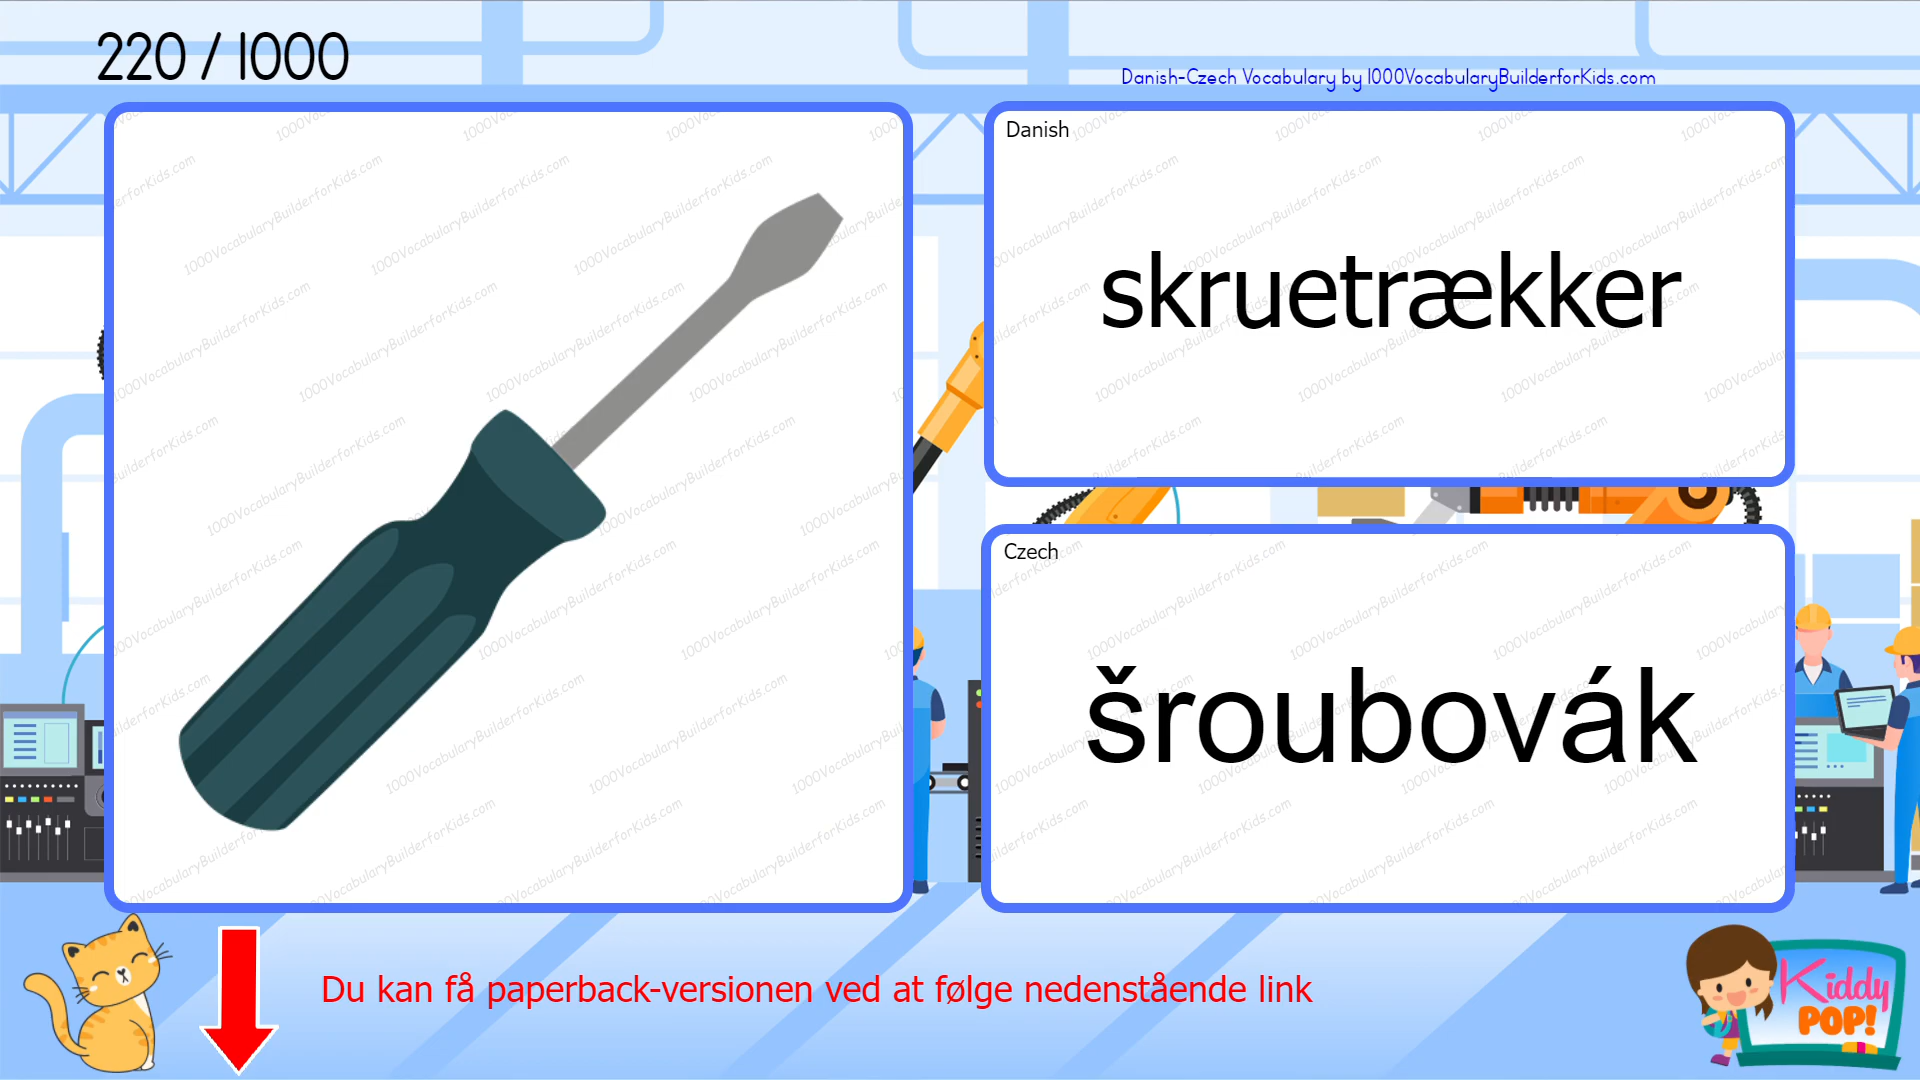 220 / 1000
Danish-Czech Vocabulary by 1000VocabularyBuilderforKids.com
Danish
skruetrækker
Czech
šroubovák
Du kan få paperback-versionen ved at følge nedenstående link
Kiddy
POP!